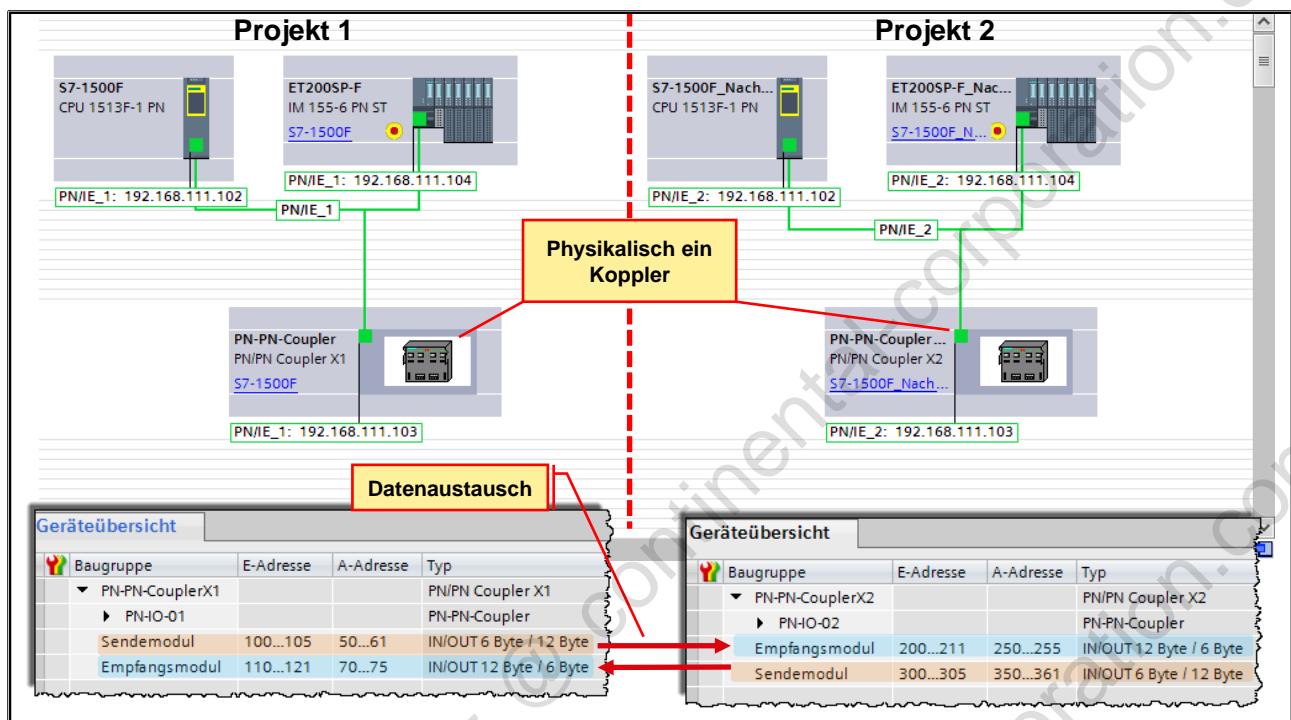 Projekt 1
Projekt 2
S7-1500F
CPU 1513F-1 PN
ET200SP-F
IM 155-6 PN ST
S7-1500F
S7-1500F_Nach...
CPU 1513F-1 PN
ET200SP-F_Nac...
IM 155-6 PN ST
S7-1500F_N...
PN/IE_1: 192.168.111.102
PN/IE_1: 192.168.111.104
PN/IE_1
PN/IE_2: 192.168.111.102
PN/IE_2: 192.168.111.104
PN/IE_2
Physikalisch ein
Koppler
PN-PN-Coupler
PN/PN Coupler X1
S7-1500F
PN-PN-Coupler...
PN/PN Coupler X2
S7-1500F_Nach...
PN/IE_1: 192.168.111.103
PN/IE_2: 192.168.111.103
Datenaustausch
Geräteübersicht
Baugruppe E-Adresse A-Adresse Typ
PN-PN-CouplerX1 PN/PN Coupler X1
PN-IO-01 PN-PN-Coupler
Sendemodul 100...105 50...61 IN/OUT 6 Byte / 12 Byte
Empfangsmodul 110...121 70...75 IN/OUT 12 Byte / 6 Byte
Geräteübersicht
Baugruppe E-Adresse A-Adresse Typ
PN-PN-CouplerX2 PN/PN Coupler X2
PN-IO-02 PN-PN-Coupler
Empfangsmodul 200...211 250...255 IN/OUT 12 Byte / 6 Byte
Sendemodul 300...305 350...361 IN/OUT 6 Byte / 12 Byte
@ continental-corporation.c